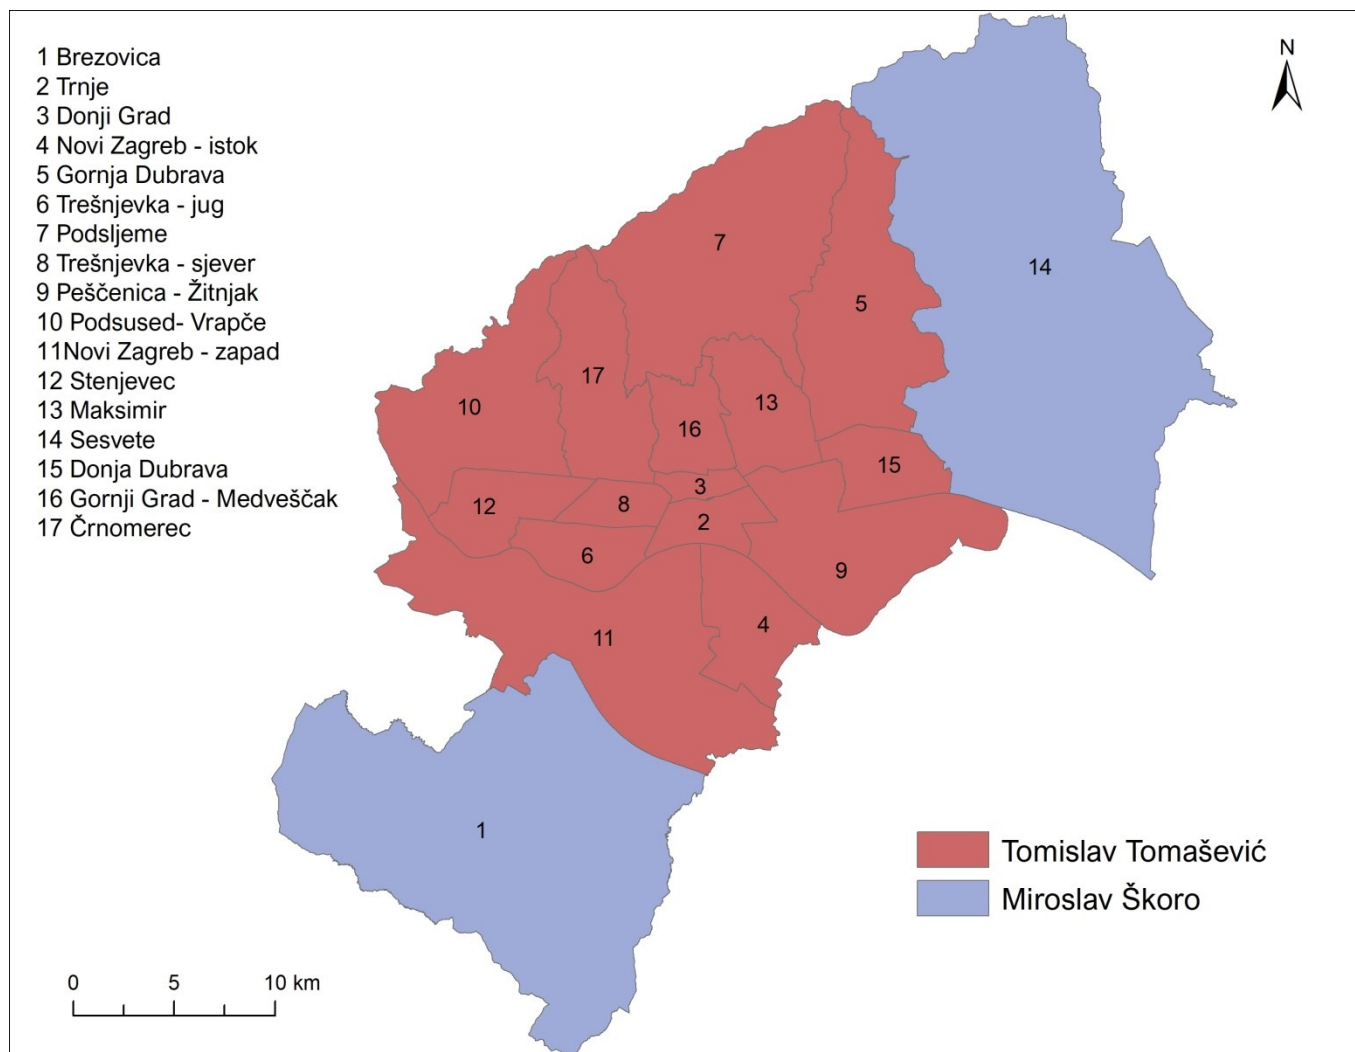 1 Brezovica
2 Trnje
3 Donji Grad
4 Novi Zagreb - istok
5 Gornja Dubrava
6 Trešnjevka - jug
7 Podsljeme
8 Trešnjevka - sjever
9 Peščenica - Žitnjak
10 Podsused- Vrapče
11Novi Zagreb - zapad
12 Stenjevec
13 Maksimir
14 Sesvete
15 Donja Dubrava
16 Gornji Grad - Medveščak
17 Črnomerec
N
7
14
5
17
13
10
16
15
3
12
8
2
6
9
4
11
1
Tomislav Tomašević
Miroslav Škoro
0 5 10 km